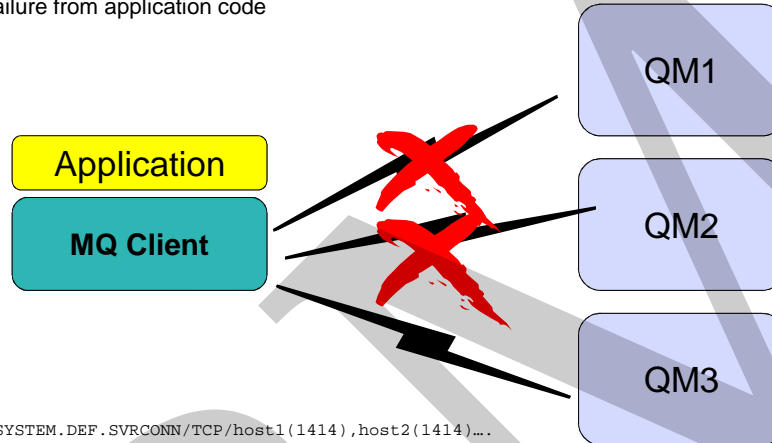 ailure from application code
QM1
Application
MQ Client
QM2
QM3
SYSTEM.DEF.SVRCONN/TCP/host1(1414),host2(1414)….